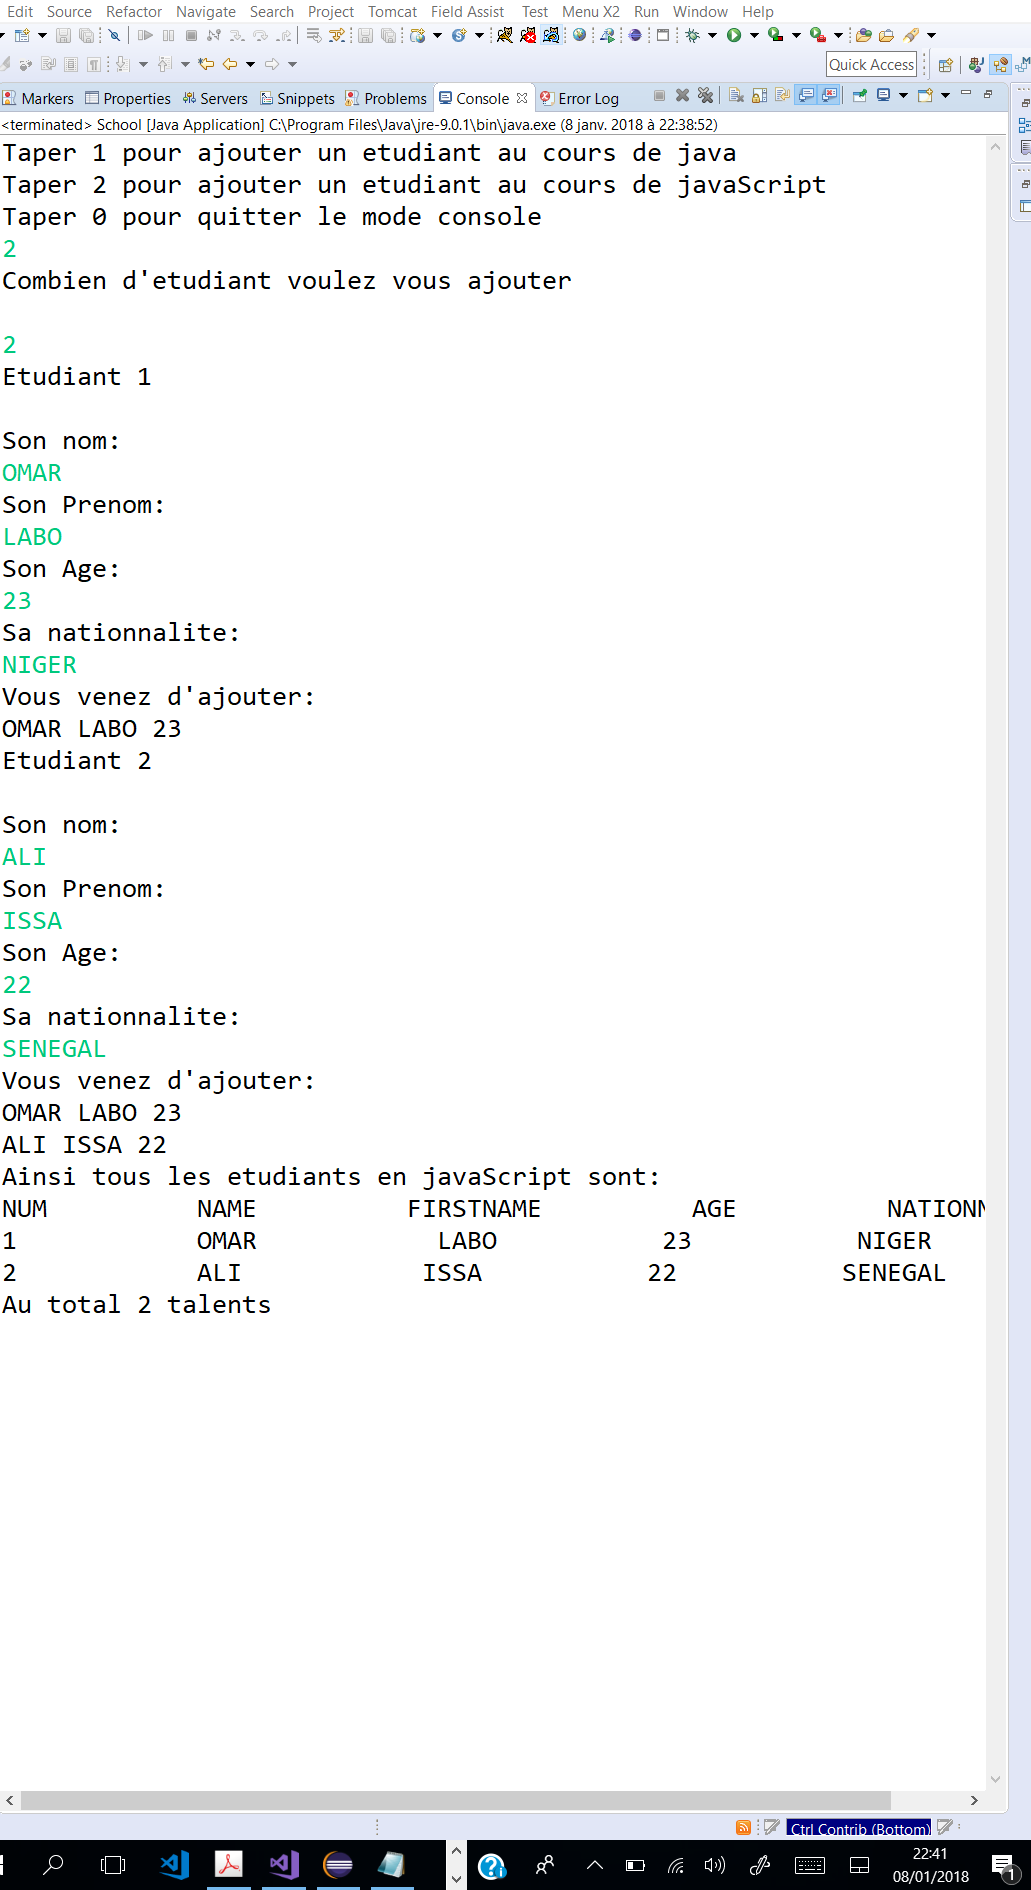 Edit Source Refactor Navigate Search Project Tomcat Field Assist Test Menu X2 Run Window Help
Quick Access
Markers Properties Servers Snippets Problems Console Error Log
<terminated> School [Java Application] C:\Program Files\Java\jre-9.0.1\bin\java.exe (8 janv. 2018 à 22:38:52)
Taper 1 pour ajouter un etudiant au cours de java
Taper 2 pour ajouter un etudiant au cours de javaScript
Taper 0 pour quitter le mode console
2
Combien d'etudiant voulez vous ajouter
2
Etudiant 1
Son nom:
OMAR
Son Prenom:
LABO
Son Age:
23
Sa nationnalite:
NIGER
Vous venez d'ajouter:
OMAR LABO 23
Etudiant 2
Son nom:
ALI
Son Prenom:
ISSA
Son Age:
22
Sa nationnalite:
SENEGAL
Vous venez d'ajouter:
OMAR LABO 23
ALI ISSA 22
Ainsi tous les etudiants en javaScript sont:
NUM NAME FIRSTNAME AGE NATIONN
1 OMAR LABO 23 NIGER
2 ALI ISSA 22 SENEGAL
Au total 2 talents
Ctrl Contrib (Bottom)
22:41
08/01/2018
1